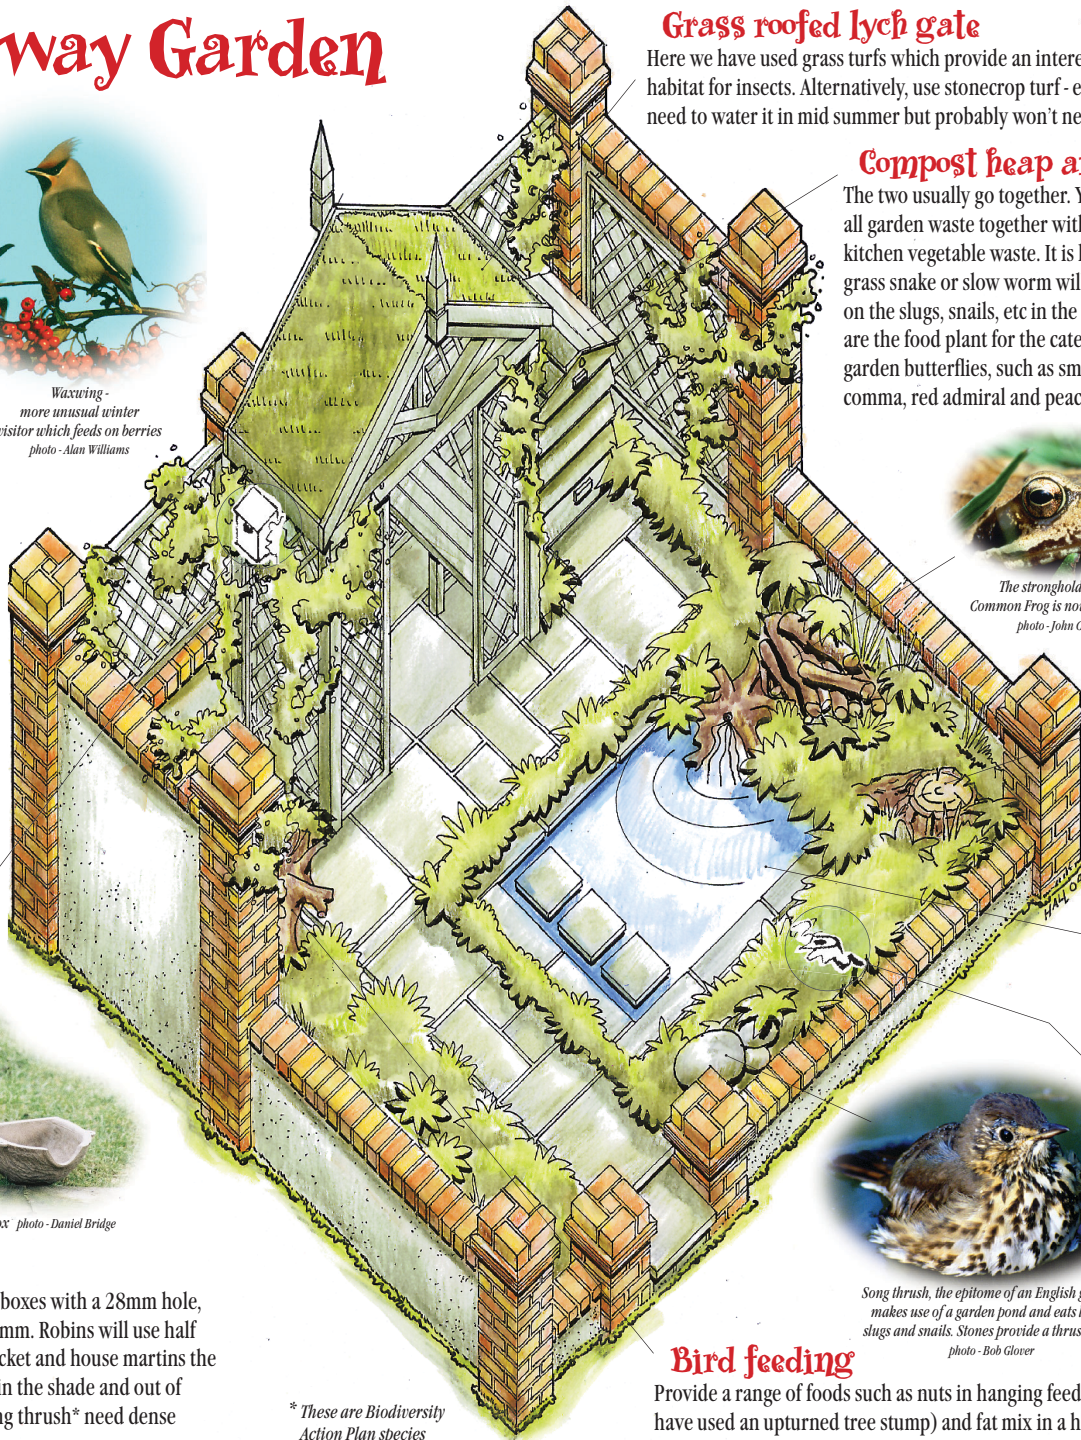 way Garden
Grass roofed lych gate
Here we have used grass turfs which provide an intere
habitat for insects. Alternatively, use stonecrop turf - e
need to water it in mid summer but probably won't ne
Compost heap a
The two usually go together. Y
all garden waste together with
kitchen vegetable waste. It is
grass snake or slow worm wil
on the slugs, snails, etc in the
are the food plant for the cate
garden butterflies, such as sm
comma, red admiral and peac
Waxwing -
more unusual winter
visitor which feeds on berries
photo - Alan Williams
The stronghold
Common Frog is no
photo - John
HALLO
ox photo - Daniel Bridge
boxes with a 28mm hole,
mm. Robins will use half
cket and house martins the
in the shade and out of
ng thrush* need dense
* These are Biodiversity
Action Plan species
Song thrush, the epitome of an English g
makes use of a garden pond and eats
slugs and snails. Stones provide a thrus
photo - Bob Glover
Bird feeding
Provide a range of foods such as nuts in hanging feed
have used an upturned tree stump) and fat mix in a h